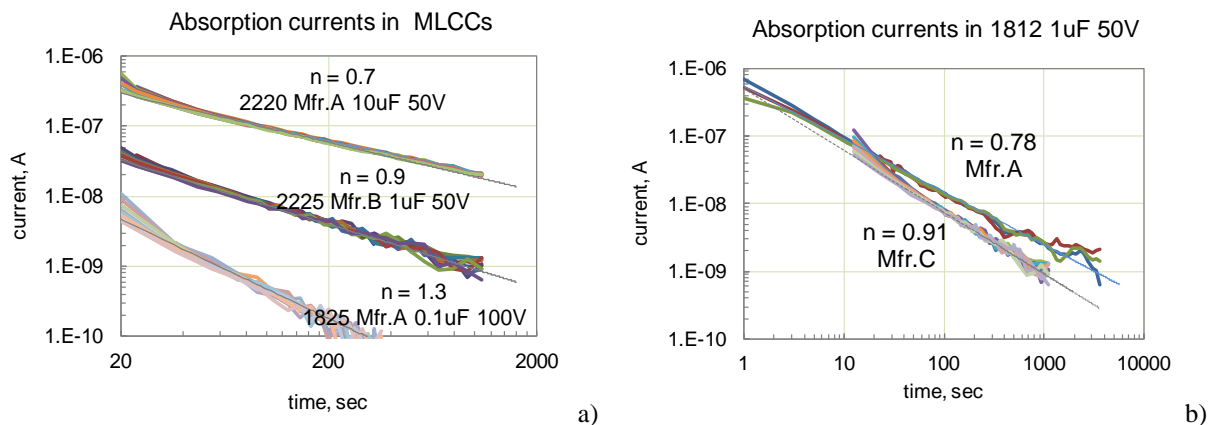 Absorption currents in MLCCs
1.E-06
1.E-07
1.E-08
1.E-09
1.E-10
current, A
n = 0.7
2220 Mfr.A 10uF 50V
n = 0.9
2225 Mfr.B 1uF 50V
n = 1.3
1825 Mfr.A 0.1uF 100V
20
200
2000
time, sec
a)
Absorption currents in 1812 1uF 50V
1.E-06
1.E-07
1.E-08
1.E-09
1.E-10
current, A
n = 0.78
Mfr.A
n = 0.91
Mfr.C
1
10
100
1000
10000
time, sec
b)